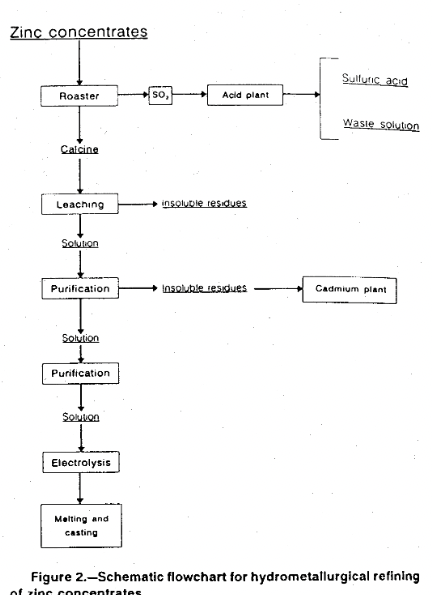 Zinc concentrates
Roaster
SO₂
Acid plant
Sulfuric acid
Waste solution
Calcine
Leaching
insoluble residues
Solution
Purification
Insoluble residues
Cadmium plant
Solution
Purification
Solution
Electrolysis
Melting and
casting
Figure 2.—Schematic flowchart for hydrometallurgical refining
of zinc concentrates